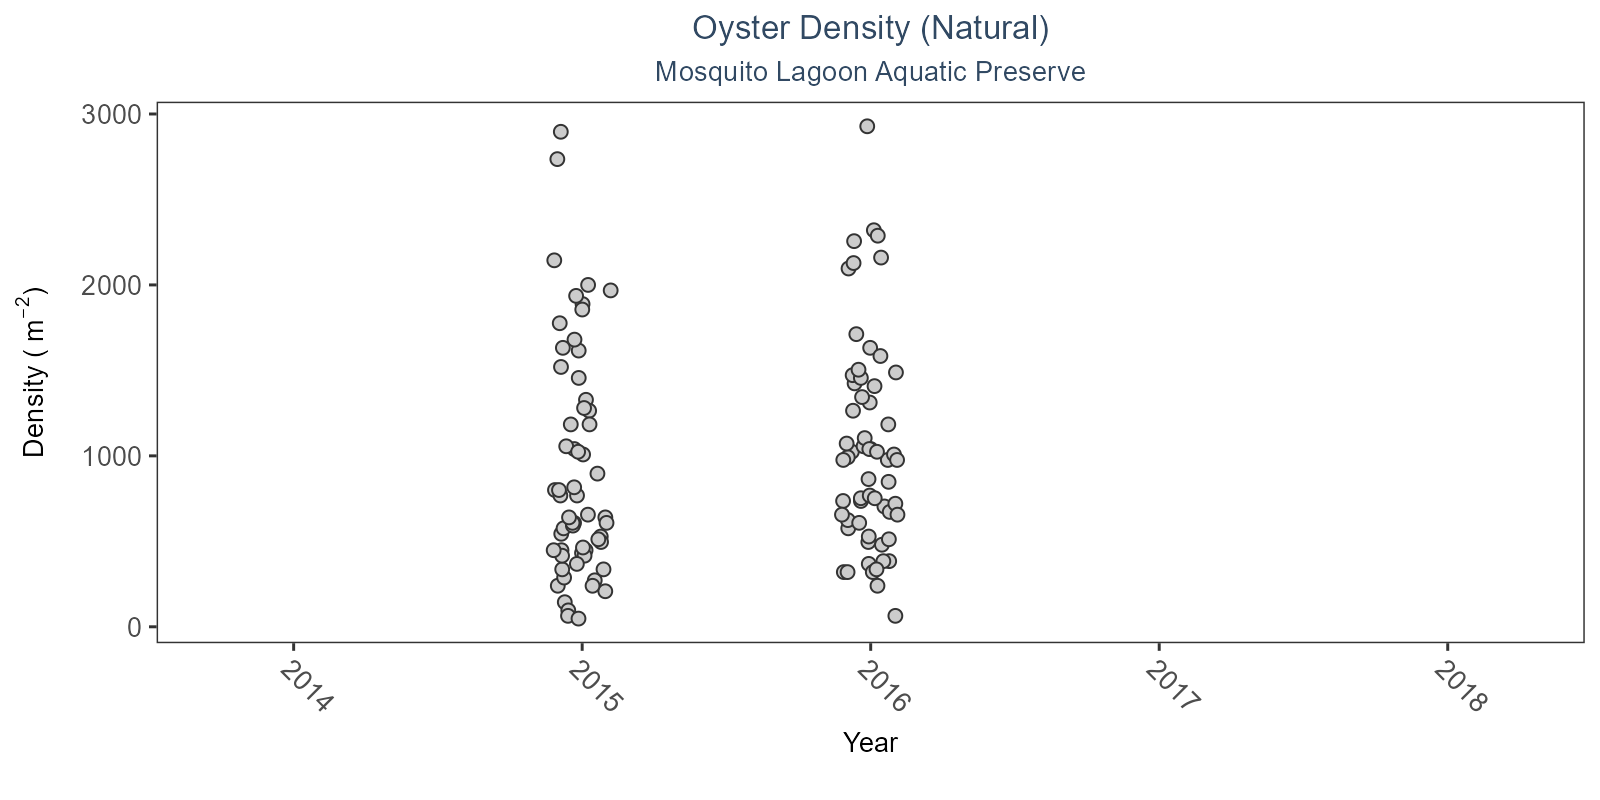 Oyster Density (Natural)
Mosquito Lagoon Aquatic Preserve
Density ( m⁻²)
3000
2000
1000
0
2014
2015
2016
2017
2018
Year